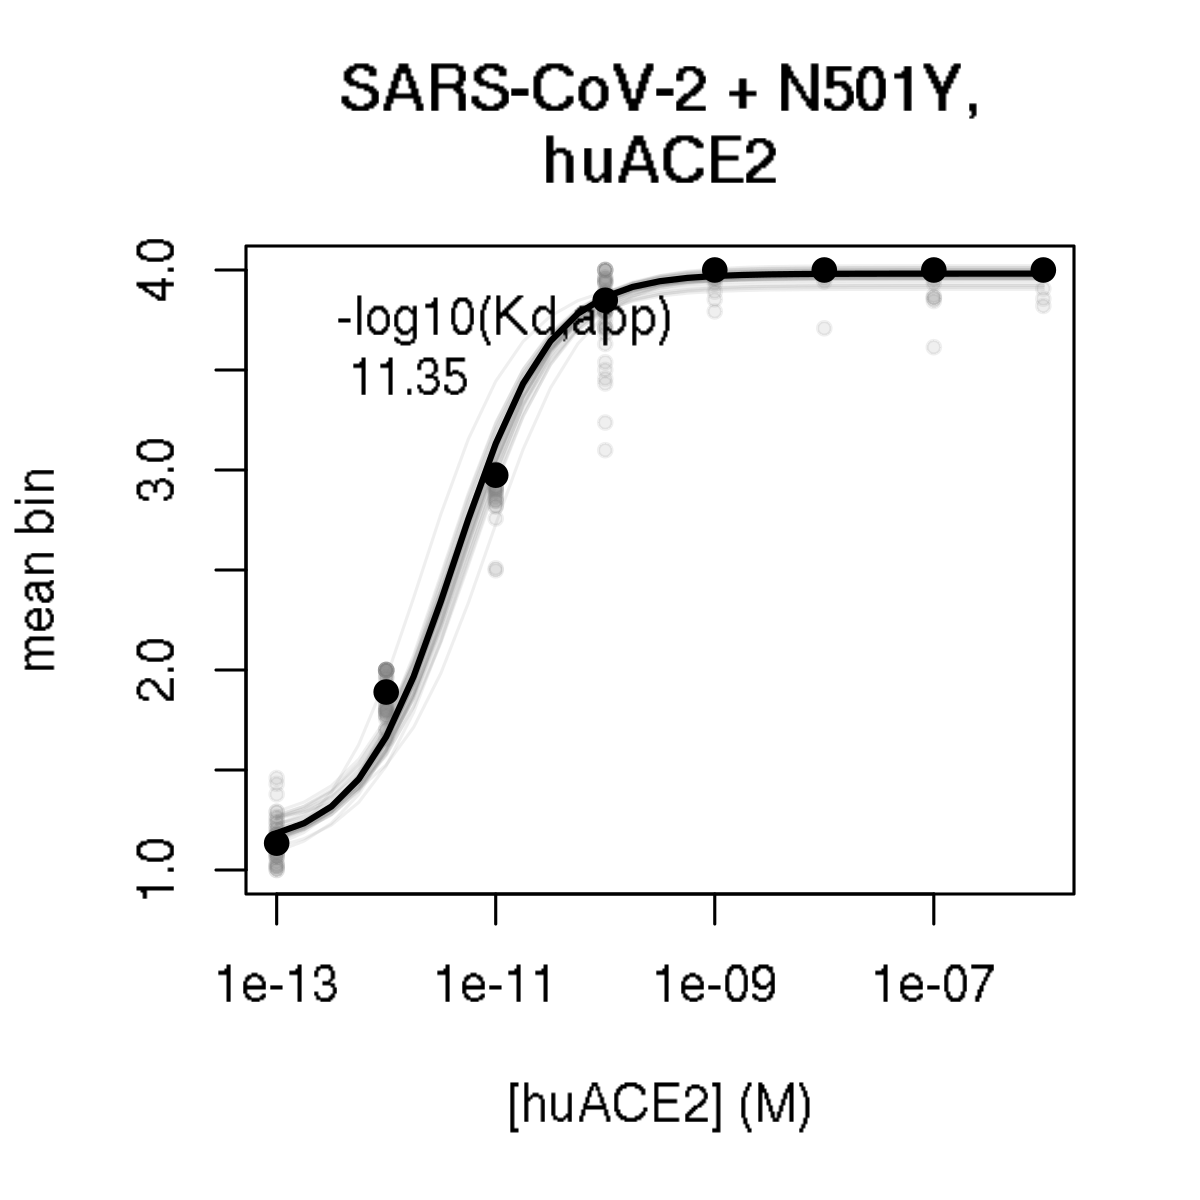 SARS-CoV-2 + N501Y,
huACE2
-log10(Kd,app)
11.35
mean bin
4.0
3.0
2.0
1.0
1e-13
1e-11
1e-09
1e-07
[huACE2] (M)